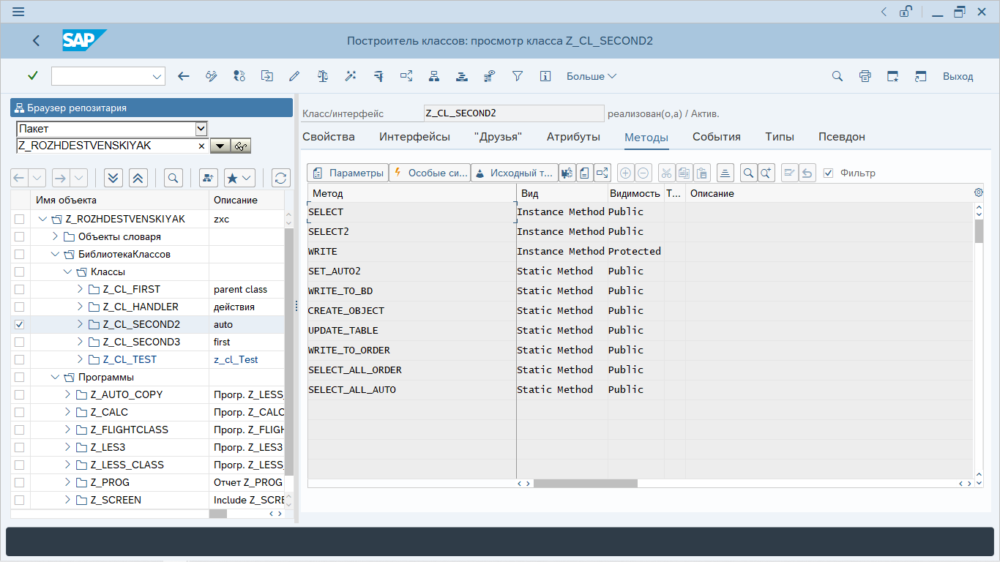 SAP
Построитель классов: просмотр класса Z_CL_SECOND2
Больше
Выход
Браузер репозитария
Пакет
Z_ROZHDESTVENSKIYAK
Имя объекта Описание
Z_ROZHDESTVENSKIYAK zxc
Объекты словаря
БиблиотекаКлассов
Классы
Z_CL_FIRST parent class
Z_CL_HANDLER действия
Z_CL_SECOND2 auto
Z_CL_SECOND3 first
Z_CL_TEST z_cl_Test
Программы
Z_AUTO_COPY Прогр. Z_LESS_
Z_CALC Прогр. Z_CALC
Z_FLIGHTCLASS Прогр. Z_FLIGH
Z_LES3 Прогр. Z_LES3
Z_LESS_CLASS Прогр. Z_LESS_
Z_PROG Отчет Z_PROG
Z_SCREEN Include Z_SCRE
Класс/интерфейс Z_CL_SECOND2 реализован(о,а) / Актив.
Свойства Интерфейсы "Друзья" Атрибуты Методы События Типы Псевдон
Параметры Особые си... Исходный т... Фильтр
Метод Вид Видимость Т... Описание
SELECT Instance Method Public
SELECT2 Instance Method Public
WRITE Instance Method Protected
SET_AUTO2 Static Method Public
WRITE_TO_BD Static Method Public
CREATE_OBJECT Static Method Public
UPDATE_TABLE Static Method Public
WRITE_TO_ORDER Static Method Public
SELECT_ALL_ORDER Static Method Public
SELECT_ALL_AUTO Static Method Public